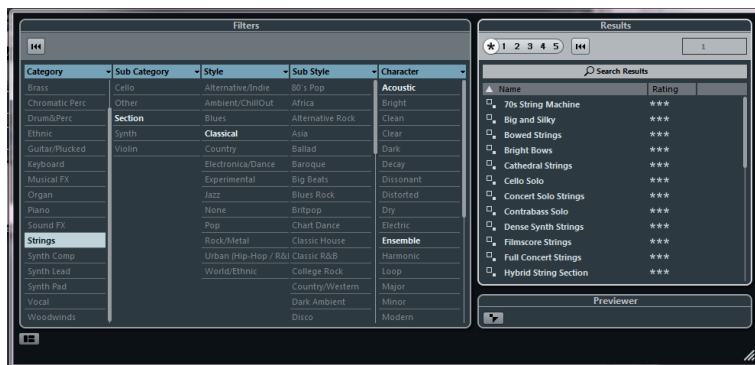 Filters
Category Sub Category Style Sub Style Character
Brass Cello Alternative/Indie 80's Pop Acoustic
Chromatic Perc Other Ambient/ChillOut Africa Bright
Drum&Perc Section Blues Alternative Rock Clean
Ethnic Synth Classical Asia Clear
Guitar/Plucked Violin Country Ballad Dark
Keyboard Electronica/Dance Baroque Decay
Musical FX Experimental Big Beats Dissonant
Organ Jazz Blues Rock Distorted
Piano None Britpop Dry
Sound FX Pop Chart Dance Electric
Strings Rock/Metal Classic House Ensemble
Synth Comp Urban (Hip-Hop / R&I Classic R&B Harmonic
Synth Lead World/Ethnic College Rock Loop
Synth Pad Country/Western Major
Vocal Dark Ambient Minor
Woodwinds Disco Modern
Results
* 1 2 3 4 5 1
Search Results
Name Rating
70s String Machine ***
Big and Silky ***
Bowed Strings ***
Bright Bows ***
Cathedral Strings ***
Cello Solo ***
Concert Solo Strings ***
Contrabass Solo ***
Dense Synth Strings ***
Filmscore Strings ***
Full Concert Strings ***
Hybrid String Section ***
Previewer